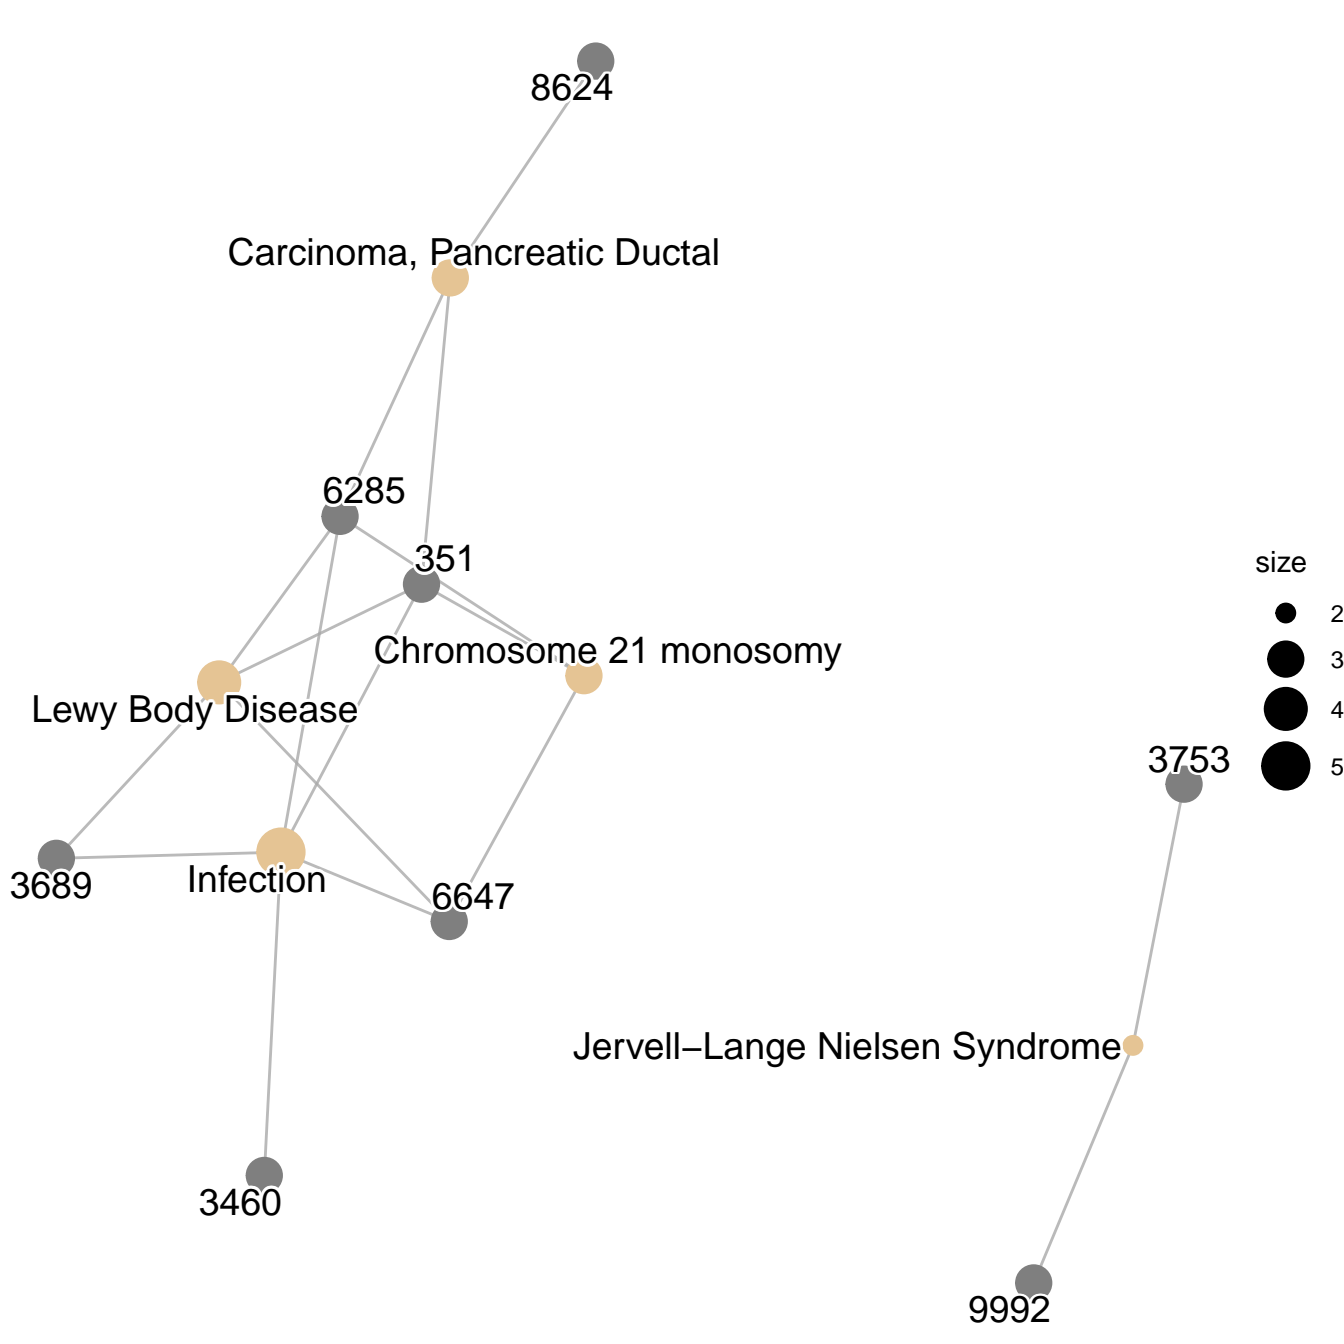 8624
Carcinoma, Pancreatic Ductal
6285
351
size
2
3
Chromosome 21 monosomy
Lewy Body Disease
4
3753
5
3689
Infection
6647
Jervell–Lange Nielsen Syndrome
3460
9992